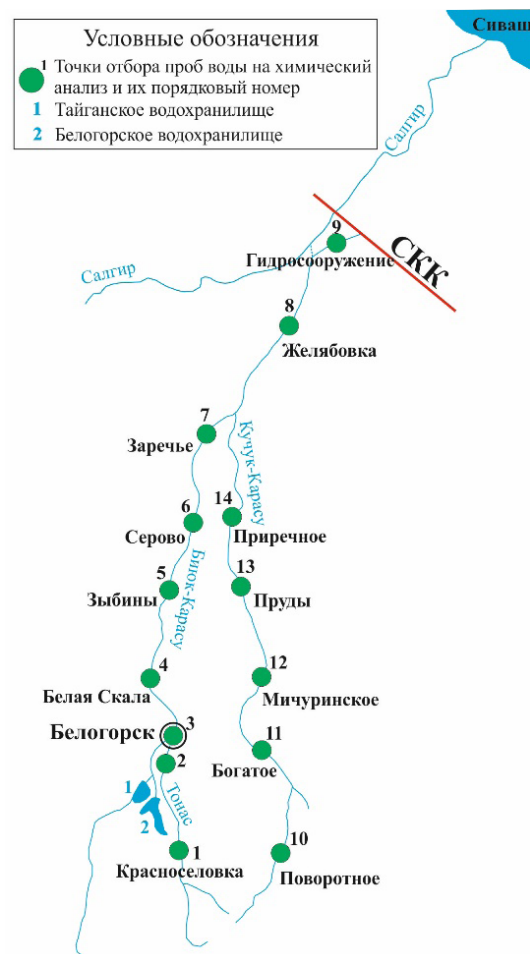 Сиваш
Условные обозначения
1 Точки отбора проб воды на химический
анализ и их порядковый номер
1 Тайганское водохранилище
2 Белогорское водохранилище
Салгир
9
Гидросооружение
СКК
Салгир
8
Желябовка
7
Заречье
Кучук-Карасу
6
14
Серово
Приречное
5
Биюк-Карасу
13
Зыбины
Пруды
4
12
Белая Скала
Мичуринское
3
Белогорск
11
2
Богатое
1
2
Тонас
1
10
Красноселовка
Поворотное